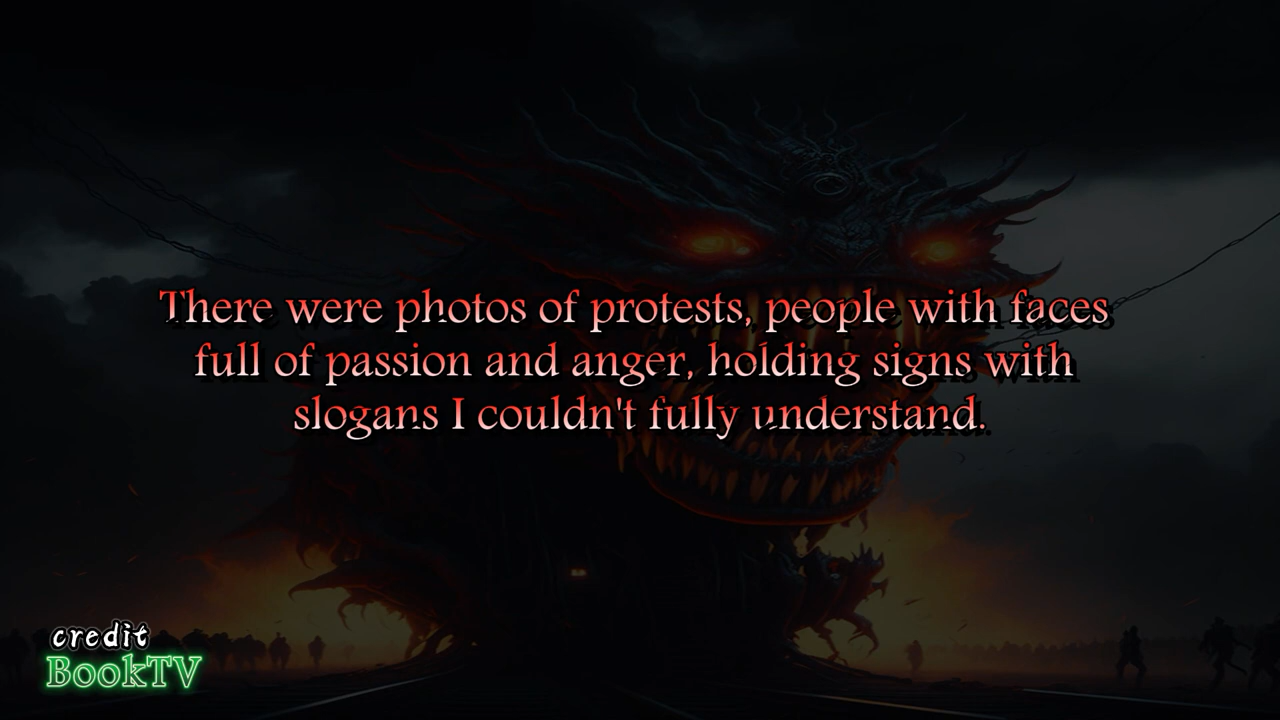 There were photos of protests, people with faces
full of passion and anger, holding signs with
slogans I couldn't fully understand.
credit
BookTV